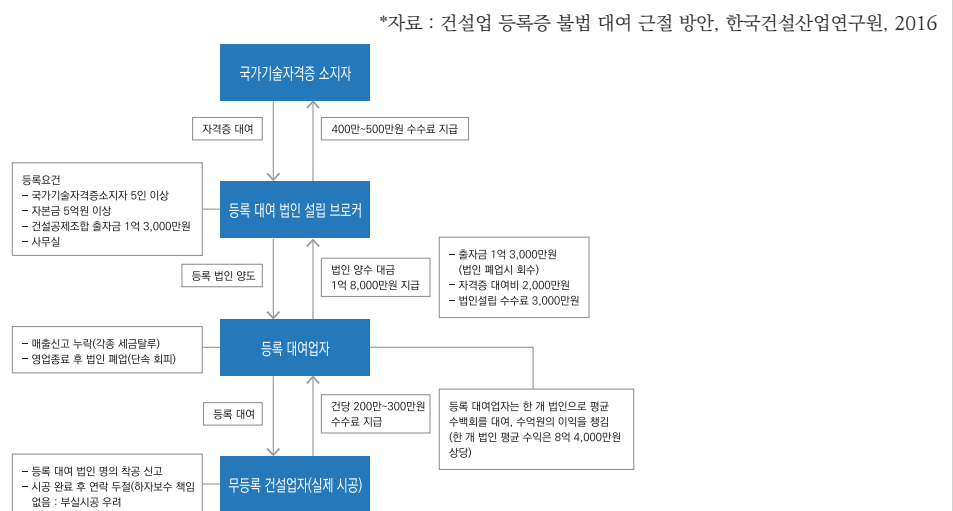 *자료 : 건설업 등록증 불법 대여 근절 방안, 한국건설산업연구원, 2016
국가기술자격증 소지자
자격증 대여
400만~500만원 수수료 지급
등록요건
– 국가기술자격증소지자 5인 이상
– 자본금 5억원 이상
– 건설공제조합 출자금 1억 3,000만원
– 사무실
등록 대여 법인 설립 브로커
등록 법인 양도
법인 양수 대금
1억 8,000만원 지급
– 출자금 1억 3,000만원
(법인 폐업시 회수)
– 자격증 대여비 2,000만원
– 법인설립 수수료 3,000만원
– 매출신고 누락(각종 세금탈루)
– 영업종료 후 법인 폐업(단속 회피)
등록 대여업자
등록 대여
건당 200만~300만원
수수료 지급
등록 대여업자는 한 개 법인으로 평균
수백회를 대여, 수억원의 이익을 챙김
(한 개 법인 평균 수익은 8억 4,000만원
상당)
– 등록 대여 법인 명의 착공 신고
– 시공 완료 후 연락 두절(하자보수 책임
없음 : 부실시공 우려
무등록 건설업자(실제 시공)